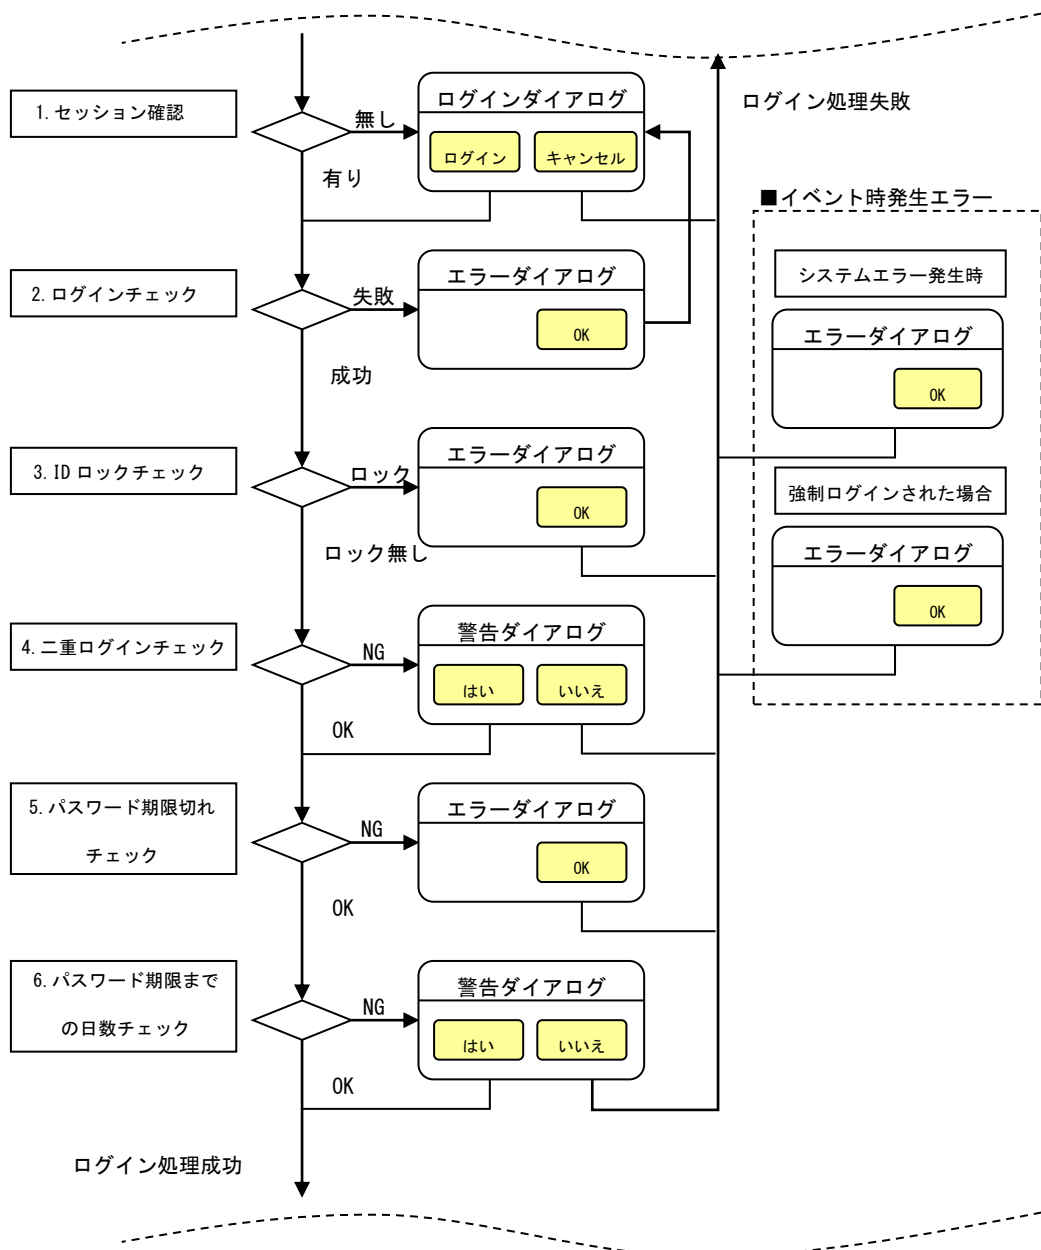 ログイン処理失敗
1.セッション確認
無し
有り
ログインダイアログ
ログイン
キャンセル
2.ログインチェック
失敗
成功
エラーダイアログ
OK
3.IDロックチェック
ロック
ロック無し
エラーダイアログ
OK
4.二重ログインチェック
NG
OK
警告ダイアログ
はい
いいえ
5.パスワード期限切れ
チェック
NG
OK
エラーダイアログ
OK
6.パスワード期限まで
の日数チェック
NG
OK
警告ダイアログ
はい
いいえ
ログイン処理成功
■イベント時発生エラー
システムエラー発生時
エラーダイアログ
OK
強制ログインされた場合
エラーダイアログ
OK